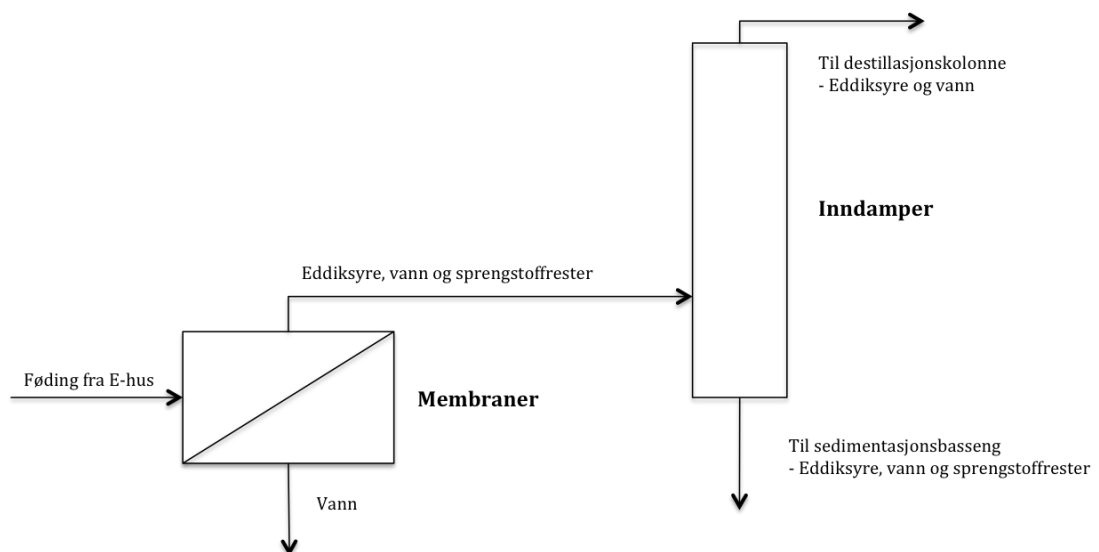 Til destillasjonskolonne
- Eddiksyre og vann
Inndamper
Eddiksyre, vann og sprengstoffrester
Føding fra E-hus
Membraner
Til sedimentasjonsbasseng
- Eddiksyre, vann og sprengstoffrester
Vann